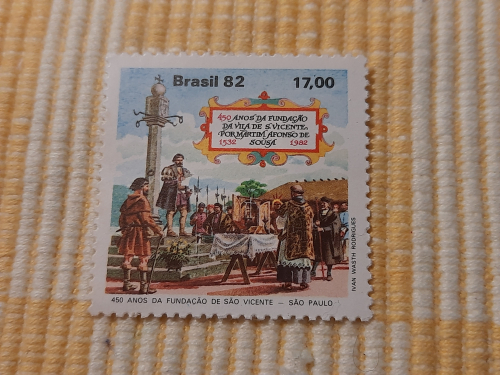 Brasil 82 17,00
450 ANOS DA FUNDAÇÃO
DA VILA DE S. VICENTE
POR MARTIM AFONSO DE
1532 SOUSA 1982
IVAN WASTH RODRIGUES
450 ANOS DA FUNDAÇÃO DE SÃO VICENTE – SÃO PAULO